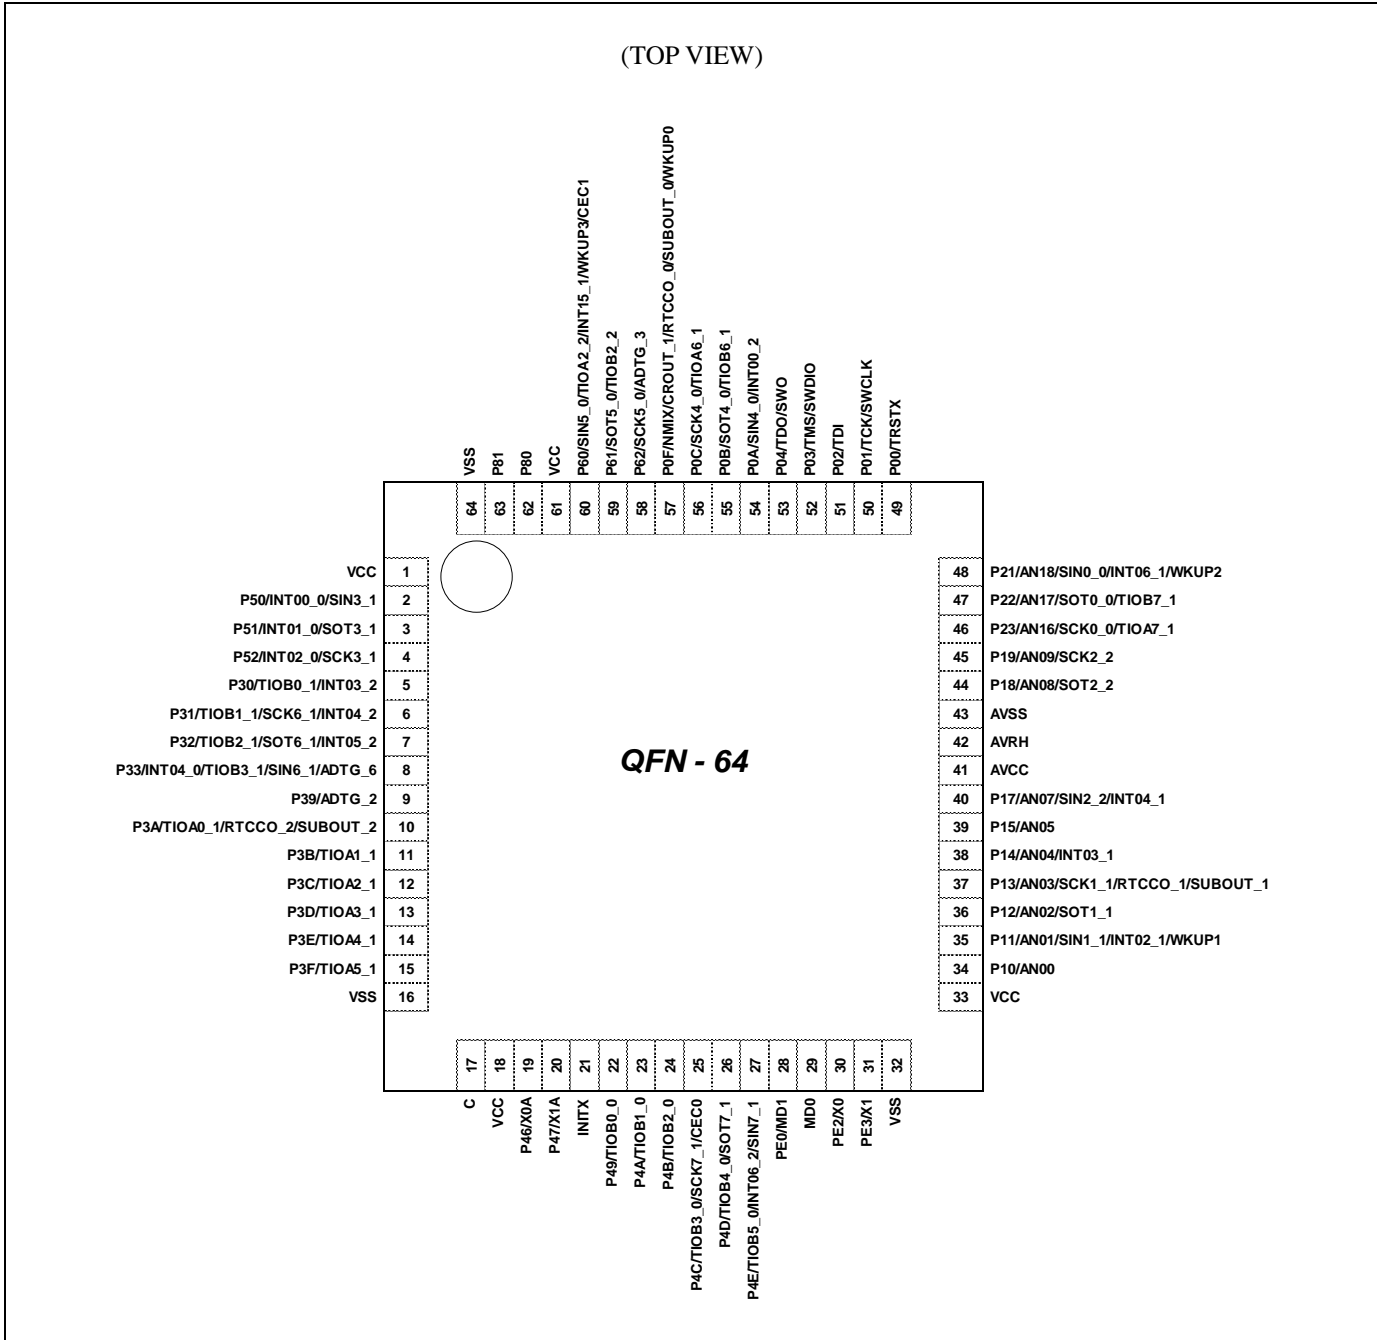 (TOP VIEW)
VSS
P81
P80
VCC
P60/SIN5_0/TIOA2_2/INT15_1/WKUP3/CEC1
P61/SOT5_0/TIOB2_2
P62/SCK5_0/ADTG_3
P0F/NMIX/CROUT_1/RTCCO_0/SUBOUT_0/WKUP0
P0C/SCK4_0/TIOA6_1
P0B/SOT4_0/TIOB6_1
P0A/SIN4_0/INT00_2
P04/TDO/SWO
P03/TMS/SWDIO
P02/TDI
P01/TCK/SWCLK
P00/TRSTX
64
63
62
61
60
59
58
57
56
55
54
53
52
51
50
49
VCC 1
P50/INT00_0/SIN3_1 2
P51/INT01_0/SOT3_1 3
P52/INT02_0/SCK3_1 4
P30/TIOB0_1/INT03_2 5
P31/TIOB1_1/SCK6_1/INT04_2 6
P32/TIOB2_1/SOT6_1/INT05_2 7
P33/INT04_0/TIOB3_1/SIN6_1/ADTG_6 8
P39/ADTG_2 9
P3A/TIOA0_1/RTCCO_2/SUBOUT_2 10
P3B/TIOA1_1 11
P3C/TIOA2_1 12
P3D/TIOA3_1 13
P3E/TIOA4_1 14
P3F/TIOA5_1 15
VSS 16
QFN - 64
48 P21/AN18/SIN0_0/INT06_1/WKUP2
47 P22/AN17/SOT0_0/TIOB7_1
46 P23/AN16/SCK0_0/TIOA7_1
45 P19/AN09/SCK2_2
44 P18/AN08/SOT2_2
43 AVSS
42 AVRH
41 AVCC
40 P17/AN07/SIN2_2/INT04_1
39 P15/AN05
38 P14/AN04/INT03_1
37 P13/AN03/SCK1_1/RTCCO_1/SUBOUT_1
36 P12/AN02/SOT1_1
35 P11/AN01/SIN1_1/INT02_1/WKUP1
34 P10/AN00
33 VCC
17
18
19
20
21
22
23
24
25
26
27
28
29
30
31
32
C
VCC
P46/X0A
P47/X1A
INITX
P49/TIOB0_0
P4A/TIOB1_0
P4B/TIOB2_0
P4C/TIOB3_0/SCK7_1/CEC0
P4D/TIOB4_0/SOT7_1
P4E/TIOB5_0/INT06_2/SIN7_1
PE0/MD1
MD0
PE2/X0
PE3/X1
VSS